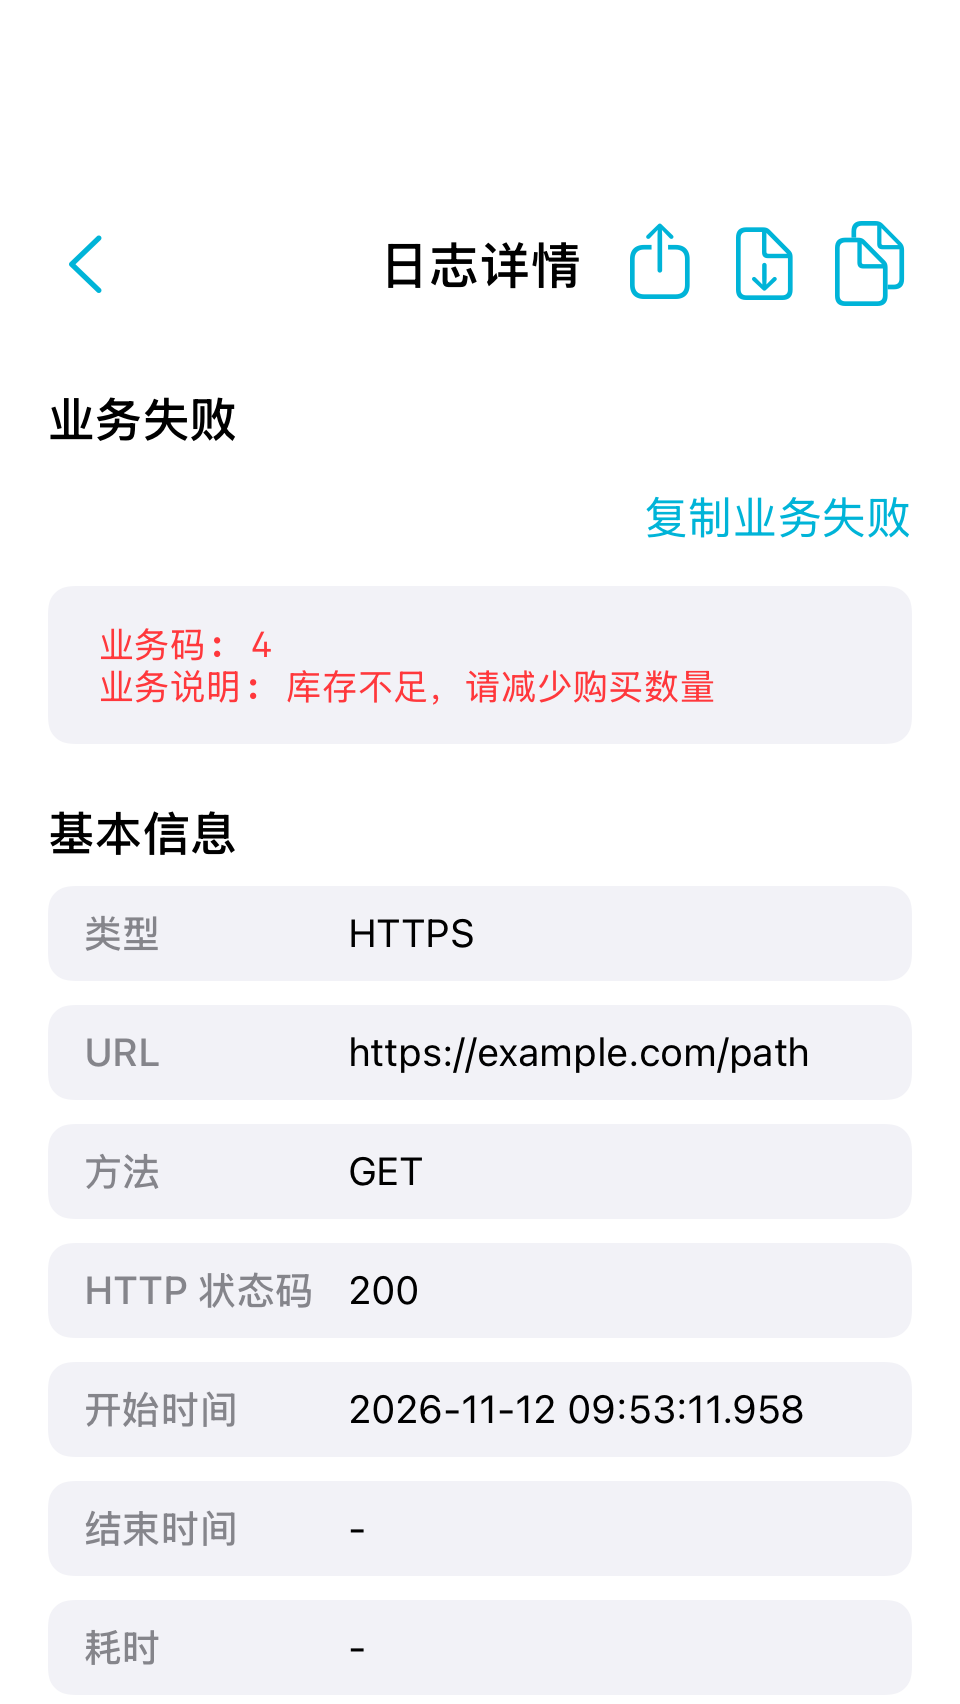 日志详情
业务失败
复制业务失败
业务码: 4
业务说明: 库存不足，请减少购买数量
基本信息
类型 HTTPS
URL https://example.com/path
方法 GET
HTTP 状态码 200
开始时间 2026-11-12 09:53:11.958
结束时间 -
耗时 -